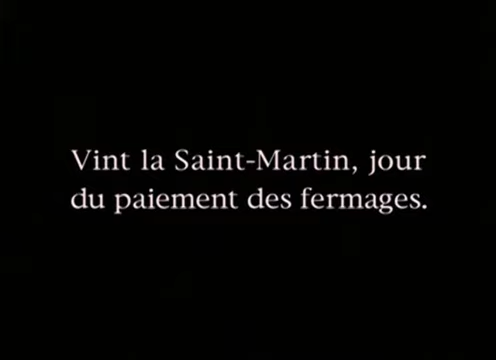 Vint la Saint-Martin, jour
du paiement des fermages.